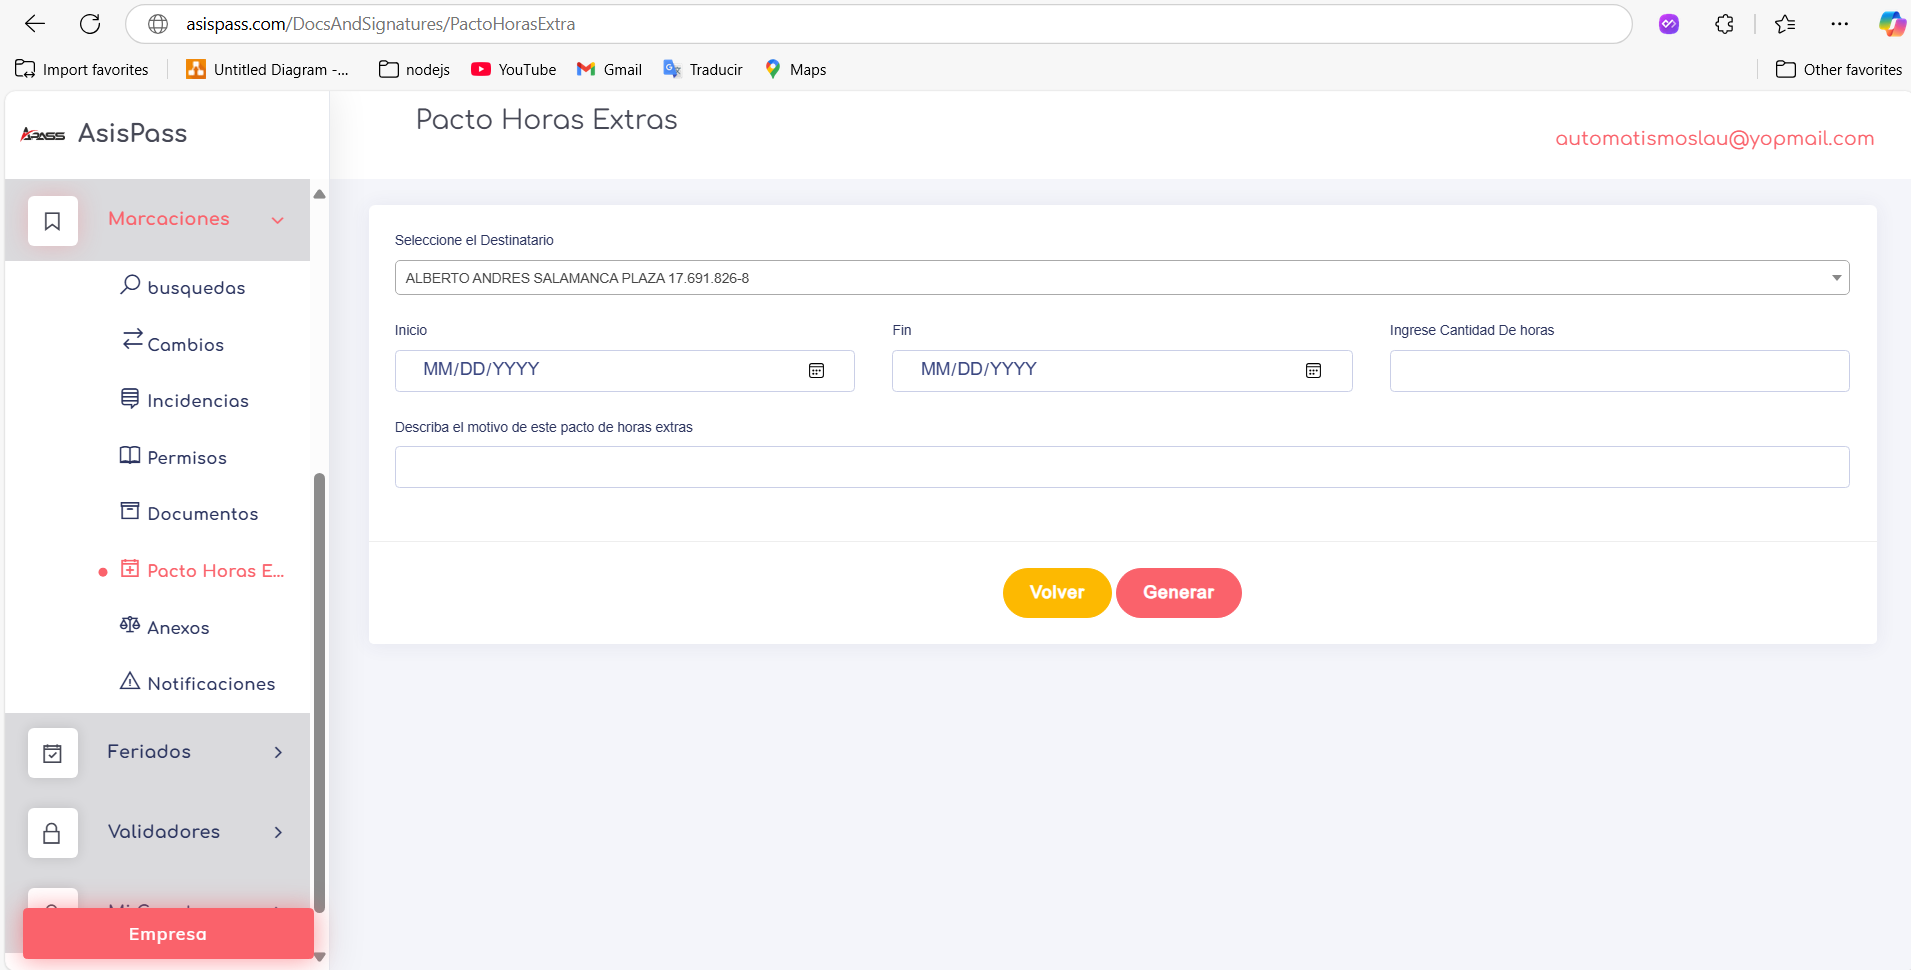 asispass.com/DocsAndSignatures/PactoHorasExtra
Import favorites
Untitled Diagram -...
nodejs
YouTube
Gmail
Traducir
Maps
Other favorites
APASS
AsisPass
Pacto Horas Extras
automatismoslau@yopmail.com
Marcaciones
busquedas
Cambios
Incidencias
Permisos
Documentos
Pacto Horas E...
Anexos
Notificaciones
Feriados
Validadores
Empresa
Seleccione el Destinatario
ALBERTO ANDRES SALAMANCA PLAZA 17.691.826-8
Inicio
Fin
Ingrese Cantidad De horas
MM/DD/YYYY
MM/DD/YYYY
Describa el motivo de este pacto de horas extras
Volver
Generar